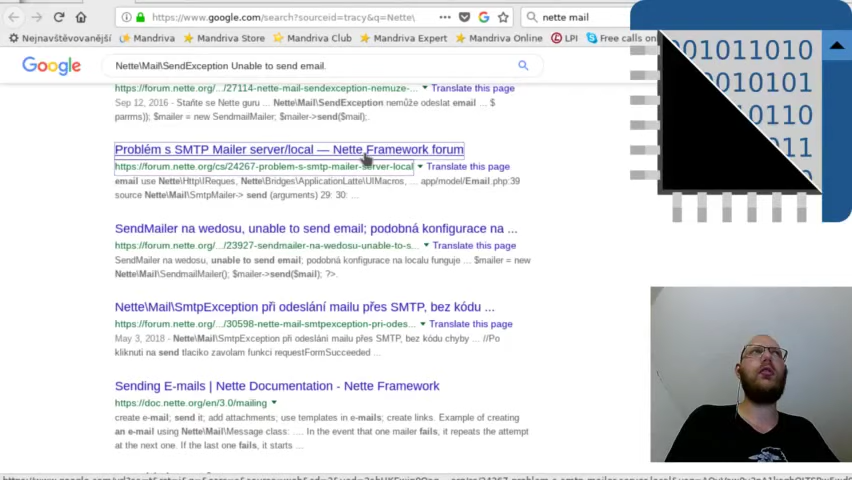 https://www.google.com/search?sourceid=tracy&q=Nette\
nette mail
Nejnavštěvovanější
Mandriva
Mandriva Store
Mandriva Club
Mandriva Expert
Mandriva Online
LPI
Free calls on
Google
Nette\Mail\SendException Unable to send email.
https://forum.nette.org/.../27114-nette-mail-sendexception-nemuze-...
Translate this page
Sep 12, 2016 - Staňte se Nette guru ... Nette\Mail\SendException nemůže odeslat email ... $
parms)); $mailer = new SendmailMailer(); $mailer->send($mail);.
Problém s SMTP Mailer server/local — Nette Framework forum
https://forum.nette.org/cs/24267-problem-s-smtp-mailer-server-local
Translate this page
email use Nette\Http\IReques, Nette\Bridges\ApplicationLatte\UIMacros, ... app/model/Email.php:39
source Nette\Mail\SmtpMailer-> send (arguments) 29: 30: ...
SendMailer na wedosu, unable to send email; podobná konfigurace na ...
https://forum.nette.org/.../23927-sendmailer-na-wedosu-unable-to-s...
Translate this page
SendMailer na wedosu, unable to send email; podobná konfigurace na localu funguje ... $mailer = new
Nette\Mail\SendmailMailer(); $mailer->send($mail); ?>.
Nette\Mail\SmtpException při odeslání mailu přes SMTP, bez kódu ...
https://forum.nette.org/.../30598-nette-mail-smtpexception-pri-odes...
Translate this page
May 3, 2018 - Nette\Mail\SmtpException při odeslání mailu přes SMTP, bez kódu chyby ... //Po
kliknuti na send tlaciko zavolam funkci requestFormSucceeded ...
Sending E-mails | Nette Documentation - Nette Framework
https://doc.nette.org/en/3.0/mailing
create e-mail; send it; add attachments; use templates in e-mails; create links. Example of creating
an e-mail using Nette\Mail\Message class: .... In the event that one mailer fails, it repeats the attempt
at the next one. If the last one fails, it starts ...
001011010
010101
10110
011